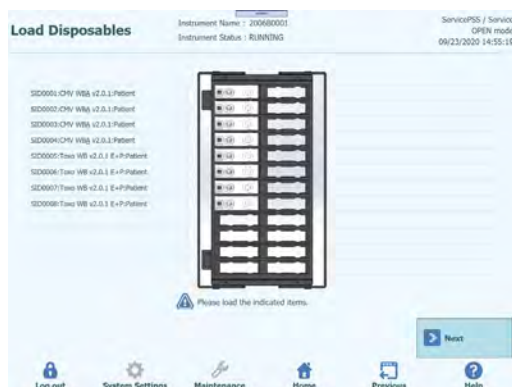 Load Disposables
Instrument Name : 200680001
Instrument Status : RUNNING
ServicePSS / Service
OPEN mode
09/23/2020 14:55:19
SID0001:CMV WBA v2.0.1:Patient
SID0002:CMV WBA v2.0.1:Patient
SID0003:CMV WBA v2.0.1:Patient
SID0004:CMV WBA v2.0.1:Patient
SID0005:Toxo WB v2.0.1 E+P:Patient
SID0006:Toxo WB v2.0.1 E+P:Patient
SID0007:Toxo WB v2.0.1 E+P:Patient
SID0008:Toxo WB v2.0.1 E+P:Patient
Please load the indicated items.
Next
Log out
System Settings
Maintenance
Home
Previous
Help